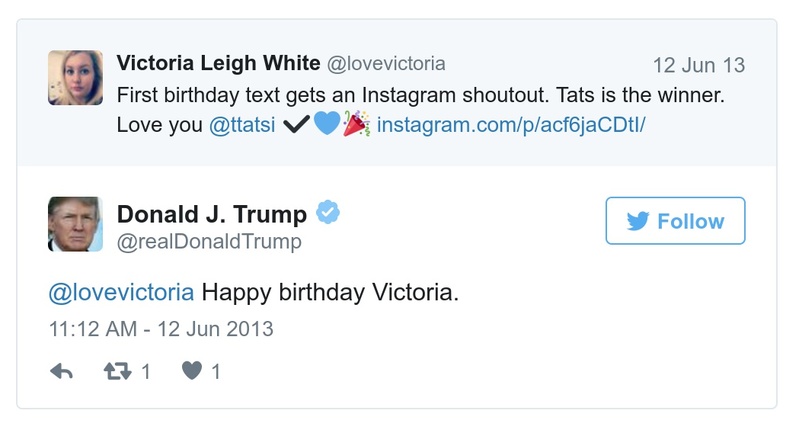 Victoria Leigh White @lovevictoria 12 Jun 13
First birthday text gets an Instagram shoutout. Tats is the winner.
Love you @ttatsi ✔💙🎉 instagram.com/p/acf6jaCDtI/
Donald J. Trump
@realDonaldTrump
Follow
@lovevictoria Happy birthday Victoria.
11:12 AM - 12 Jun 2013
1 1